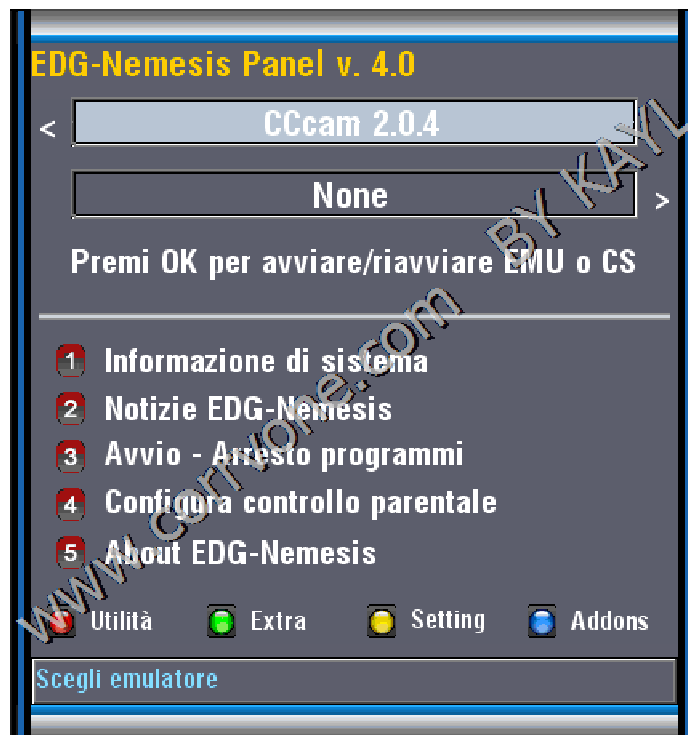 EDG-Nemesis Panel v. 4.0
< CCcam 2.0.4
None >
Premi OK per avviare/riavviare EMU o CS
1 Informazione di sistema
2 Notizie EDG-Nemesis
3 Avvio - Arresto programmi
4 Configura controllo parentale
5 About EDG-Nemesis
Utilità Extra Setting Addons
Scegli emulatore
www.corrvone.com BY KAYL